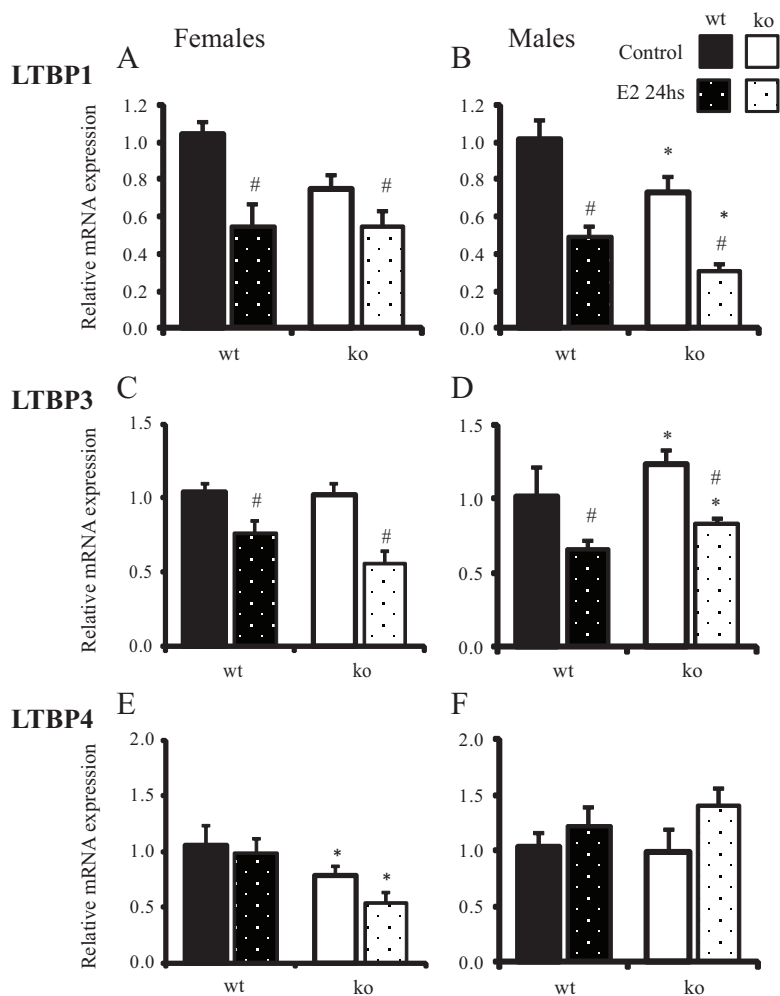 Females
Males
wt ko
Control
E2 24hs
LTBP1
A
Relative mRNA expression
1.2
1.0
0.8
0.6
0.4
0.2
0.0
#
#
wt
ko
B
1.2
1.0
0.8
0.6
0.4
0.2
0.0
#
*
*
#
wt
ko
LTBP3
C
Relative mRNA expression
1.5
1.0
0.5
0.0
#
#
wt
ko
D
1.5
1.0
0.5
0.0
#
*
#
*
wt
ko
LTBP4
E
Relative mRNA expression
2.0
1.5
1.0
0.5
0.0
*
*
wt
ko
F
2.0
1.5
1.0
0.5
0.0
wt
ko